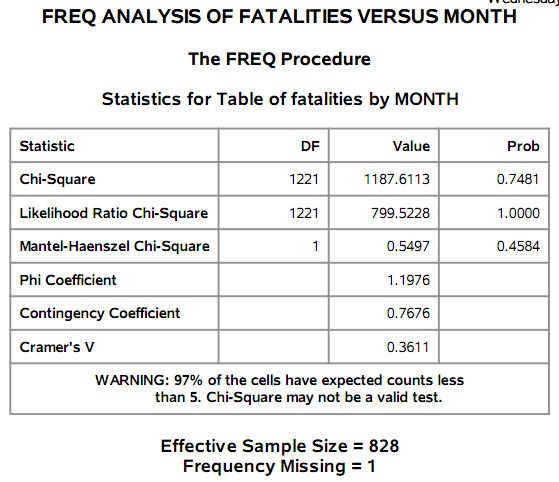 FREQ ANALYSIS OF FATALITIES VERSUS MONTH
The FREQ Procedure
Statistics for Table of fatalities by MONTH
Statistic DF Value Prob
Chi-Square 1221 1187.6113 0.7481
Likelihood Ratio Chi-Square 1221 799.5228 1.0000
Mantel-Haenszel Chi-Square 1 0.5497 0.4584
Phi Coefficient 1.1976
Contingency Coefficient 0.7676
Cramer's V 0.3611
WARNING: 97% of the cells have expected counts less
than 5. Chi-Square may not be a valid test.
Effective Sample Size = 828
Frequency Missing = 1